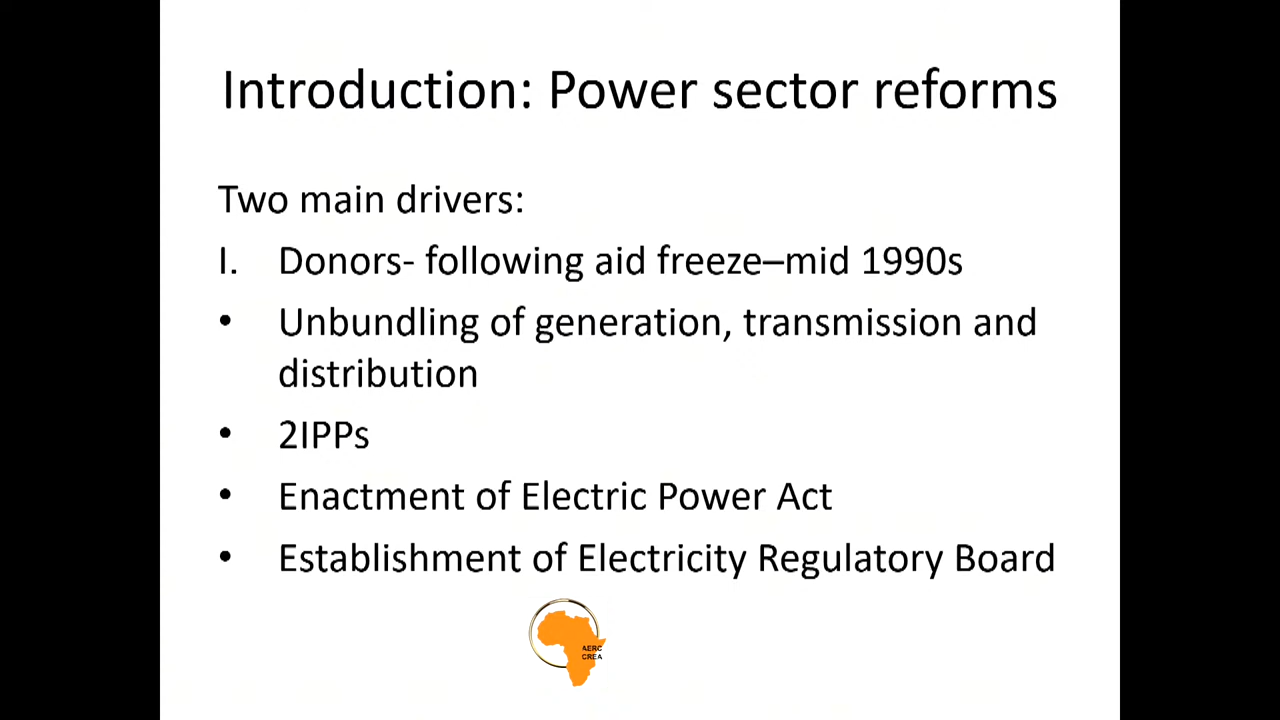 Introduction: Power sector reforms
Two main drivers:
I. Donors- following aid freeze–mid 1990s
• Unbundling of generation, transmission and
distribution
• 2IPPs
• Enactment of Electric Power Act
• Establishment of Electricity Regulatory Board
AERC
CREA